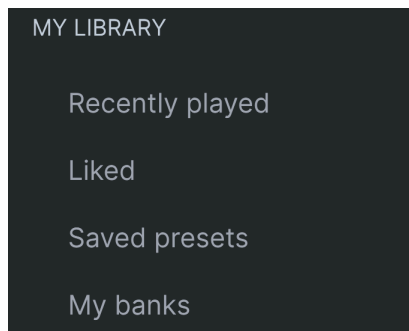 MY LIBRARY
Recently played
Liked
Saved presets
My banks